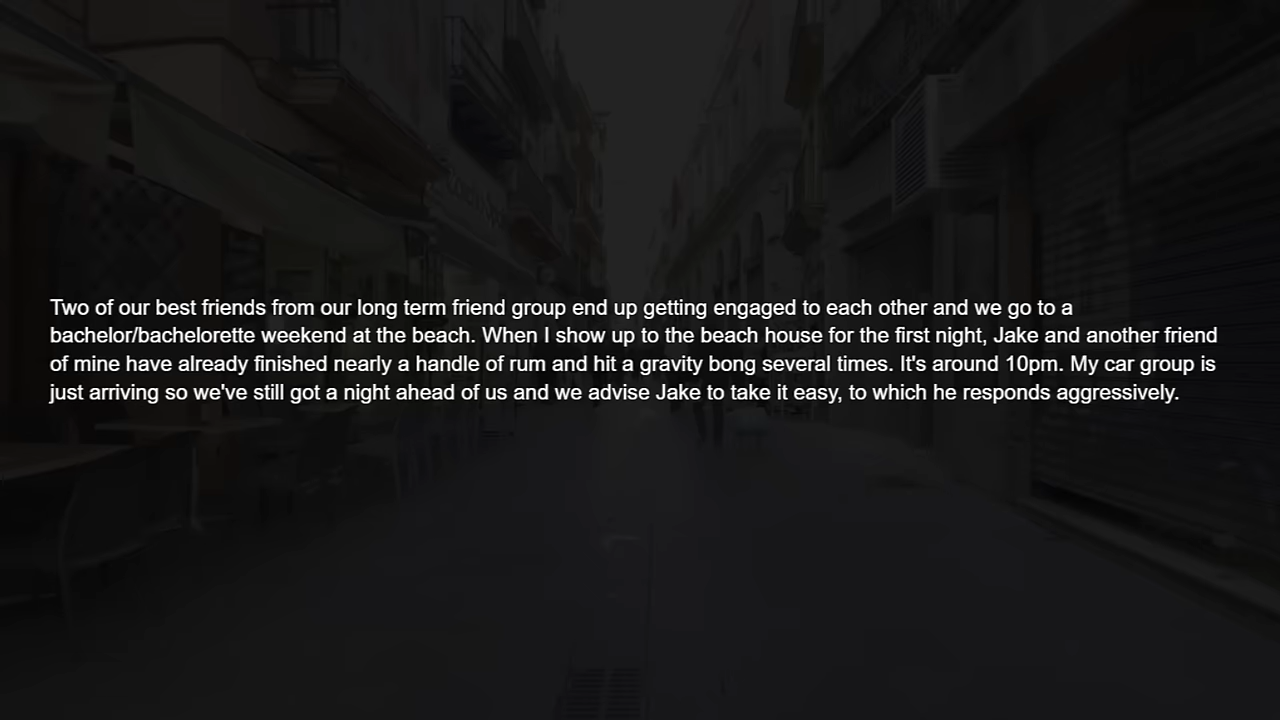 Two of our best friends from our long term friend group end up getting engaged to each other and we go to a
bachelor/bachelorette weekend at the beach. When I show up to the beach house for the first night, Jake and another friend
of mine have already finished nearly a handle of rum and hit a gravity bong several times. It's around 10pm. My car group is
just arriving so we've still got a night ahead of us and we advise Jake to take it easy, to which he responds aggressively.